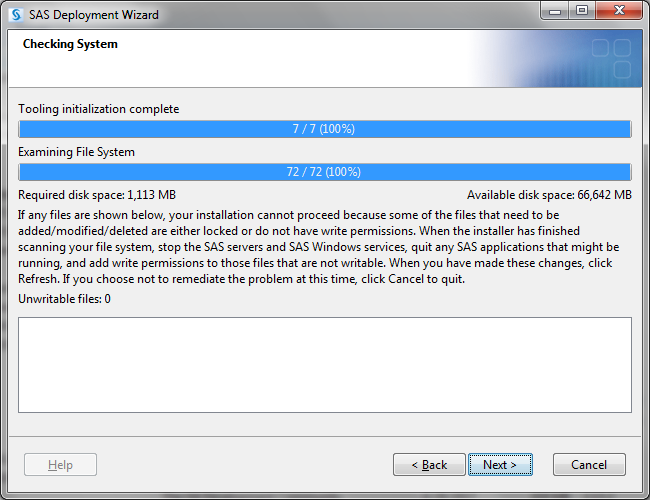 SAS Deployment Wizard
Checking System
Tooling initialization complete
7 / 7 (100%)
Examining File System
72 / 72 (100%)
Required disk space: 1,113 MB Available disk space: 66,642 MB
If any files are shown below, your installation cannot proceed because some of the files that need to be
added/modified/deleted are either locked or do not have write permissions. When the installer has finished
scanning your file system, stop the SAS servers and SAS Windows services, quit any SAS applications that might be
running, and add write permissions to those files that are not writable. When you have made these changes, click
Refresh. If you choose not to remediate the problem at this time, click Cancel to quit.
Unwritable files: 0
Help < Back Next > Cancel